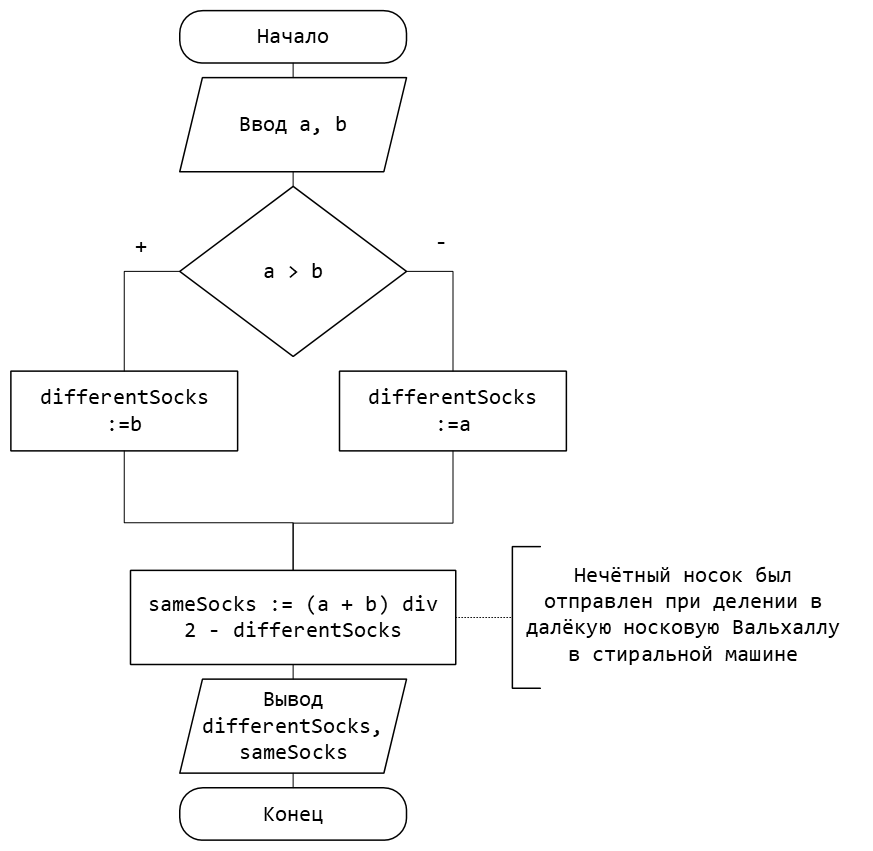 Начало
Ввод a, b
+
-
a > b
differentSocks
:=b
differentSocks
:=a
sameSocks := (a + b) div
2 - differentSocks
Нечётный носок был
отправлен при делении в
далёкую носковую Вальхаллу
в стиральной машине
Вывод
differentSocks,
sameSocks
Конец